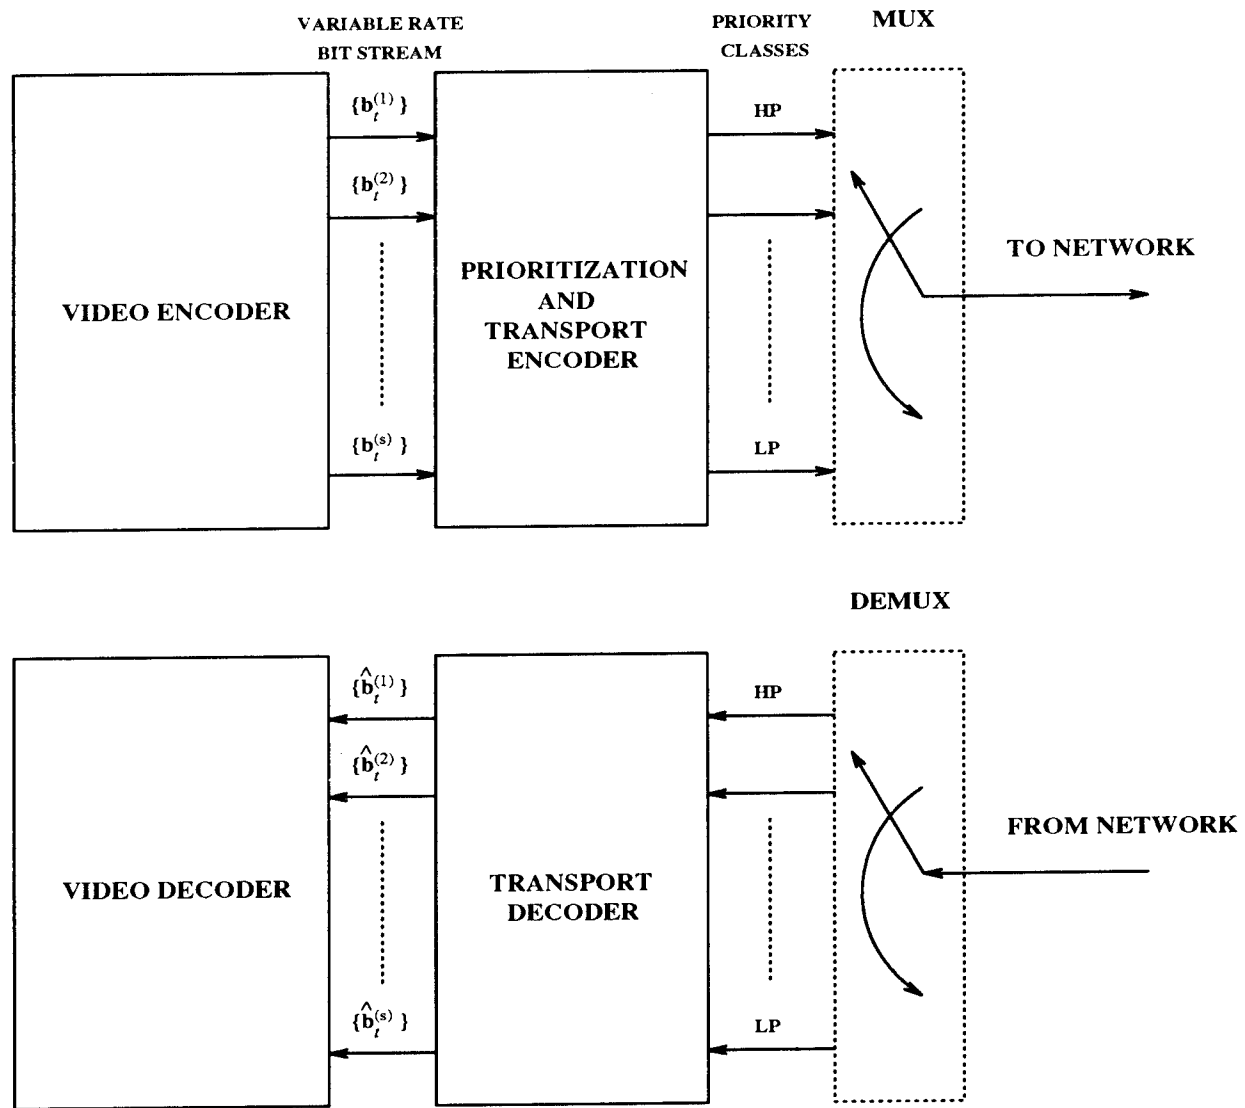 VARIABLE RATE
BIT STREAM
PRIORITY
CLASSES
MUX
{b_t^(1)}
{b_t^(2)}
{b_t^(s)}
HP
LP
VIDEO ENCODER
PRIORITIZATION
AND
TRANSPORT
ENCODER
TO NETWORK
DEMUX
{b̂_t^(1)}
{b̂_t^(2)}
{b̂_t^(s)}
HP
LP
VIDEO DECODER
TRANSPORT
DECODER
FROM NETWORK